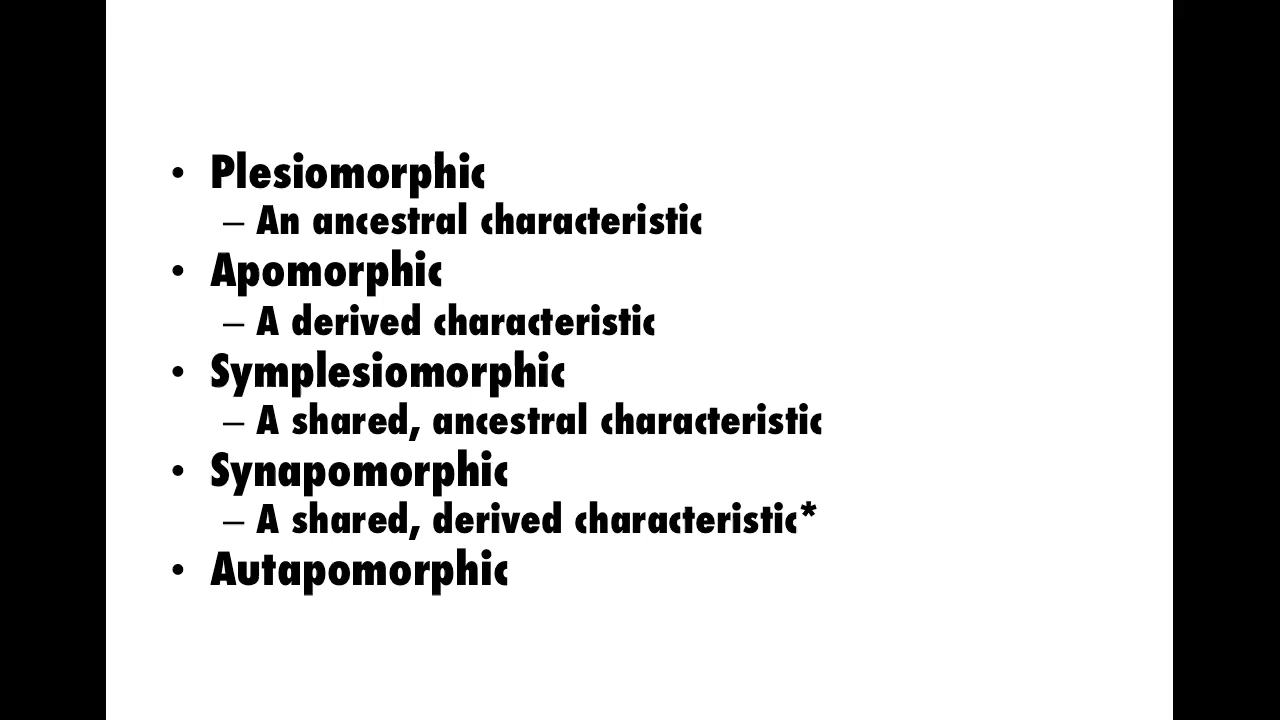 • Plesiomorphic
– An ancestral characteristic
• Apomorphic
– A derived characteristic
• Symplesiomorphic
– A shared, ancestral characteristic
• Synapomorphic
– A shared, derived characteristic*
• Autapomorphic